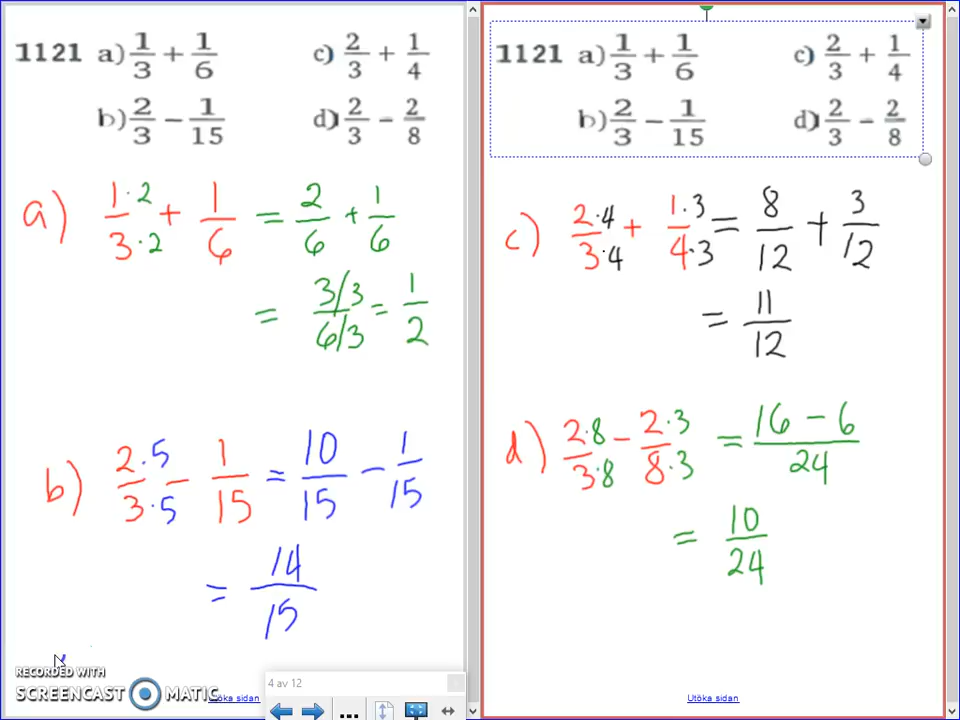 1121 a) 1/3 + 1/6 c) 2/3 + 1/4
b) 2/3 − 1/15 d) 2/3 − 2/8
a) 1·2/3·2 + 1/6 = 2/6 + 1/6
= 3/3 / 6/3 = 1/2
b) 2·5/3·5 − 1/15 = 10/15 − 1/15
= 14/15
RECORDED WITH
SCREENCAST MATIC
Utöka sidan
4 av 12
...
1121 a) 1/3 + 1/6 c) 2/3 + 1/4
b) 2/3 − 1/15 d) 2/3 − 2/8
c) 2·4/3·4 + 1·3/4·3 = 8/12 + 3/12
= 11/12
d) 2·8/3·8 − 2·3/8·3 = 16 − 6/24
= 10/24
Utöka sidan